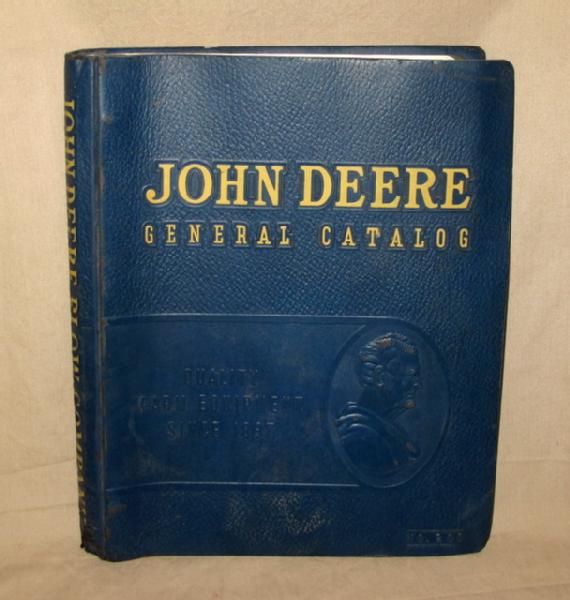 JOHN DEERE PLOW COMPANY
JOHN DEERE
GENERAL CATALOG
QUALITY
FARM EQUIPMENT
SINCE 1837